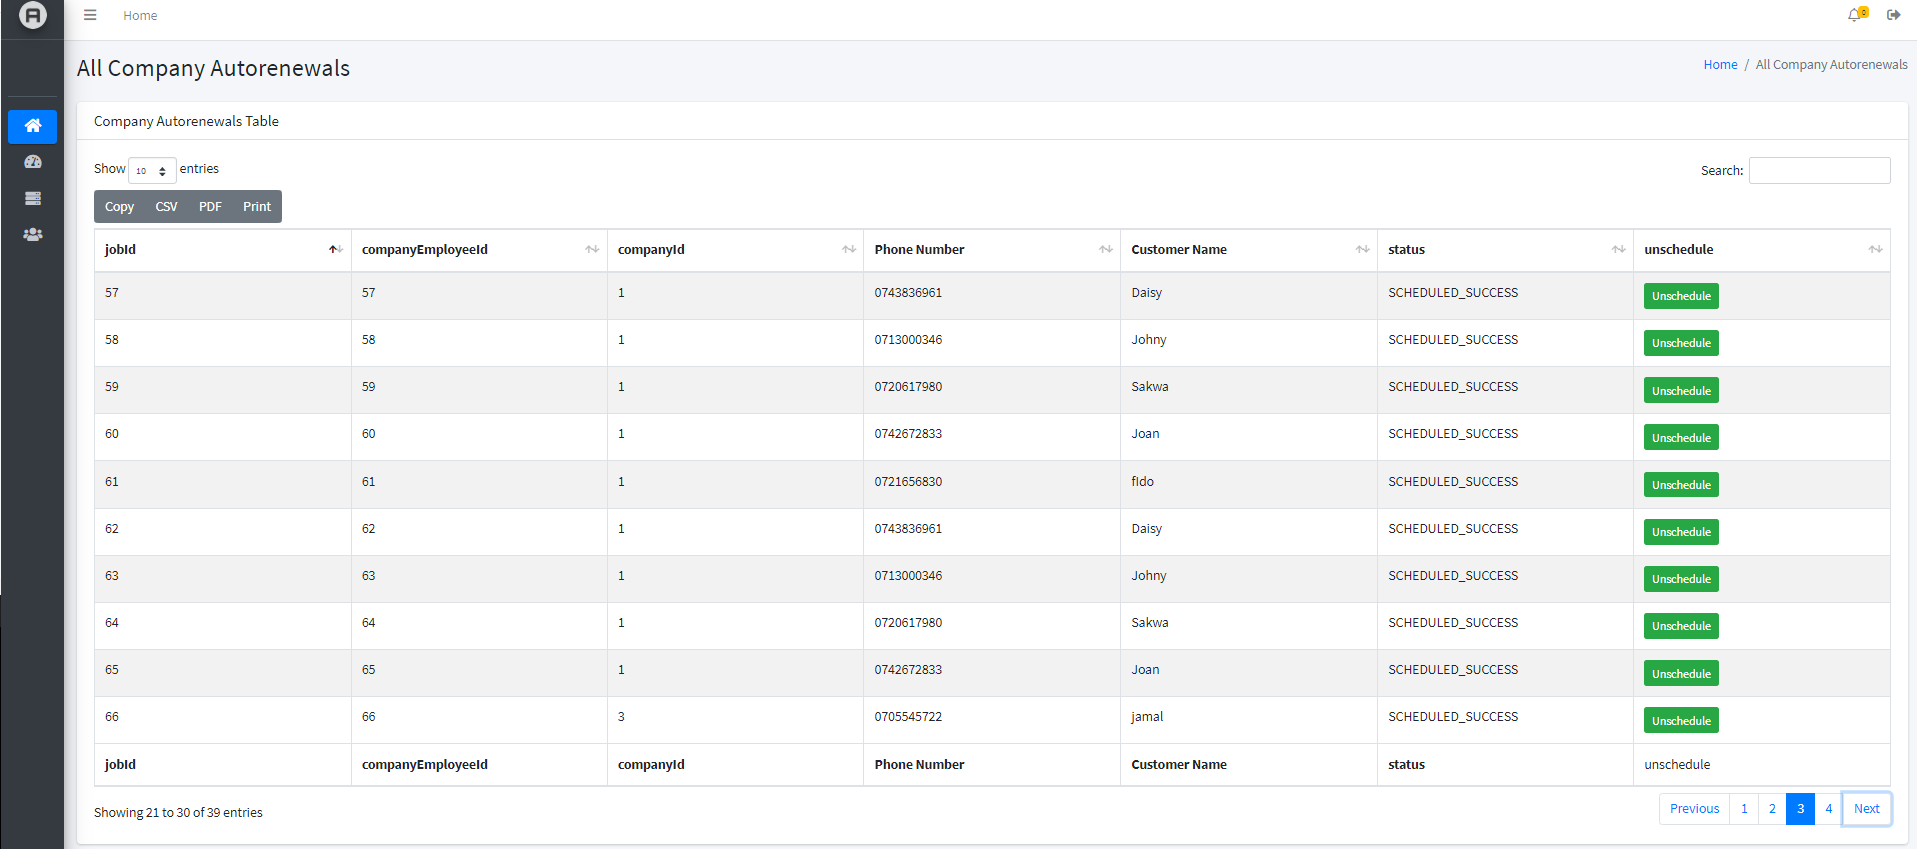 Home
0
All Company Autorenewals
Home / All Company Autorenewals
Company Autorenewals Table
Show 10 entries
Search:
Copy CSV PDF Print
jobId companyEmployeeId companyId Phone Number Customer Name status unschedule
57 57 1 0743836961 Daisy SCHEDULED_SUCCESS Unschedule
58 58 1 0713000346 Johny SCHEDULED_SUCCESS Unschedule
59 59 1 0720617980 Sakwa SCHEDULED_SUCCESS Unschedule
60 60 1 0742672833 Joan SCHEDULED_SUCCESS Unschedule
61 61 1 0721656830 fIdo SCHEDULED_SUCCESS Unschedule
62 62 1 0743836961 Daisy SCHEDULED_SUCCESS Unschedule
63 63 1 0713000346 Johny SCHEDULED_SUCCESS Unschedule
64 64 1 0720617980 Sakwa SCHEDULED_SUCCESS Unschedule
65 65 1 0742672833 Joan SCHEDULED_SUCCESS Unschedule
66 66 3 0705545722 jamal SCHEDULED_SUCCESS Unschedule
jobId companyEmployeeId companyId Phone Number Customer Name status unschedule
Showing 21 to 30 of 39 entries
Previous 1 2 3 4 Next